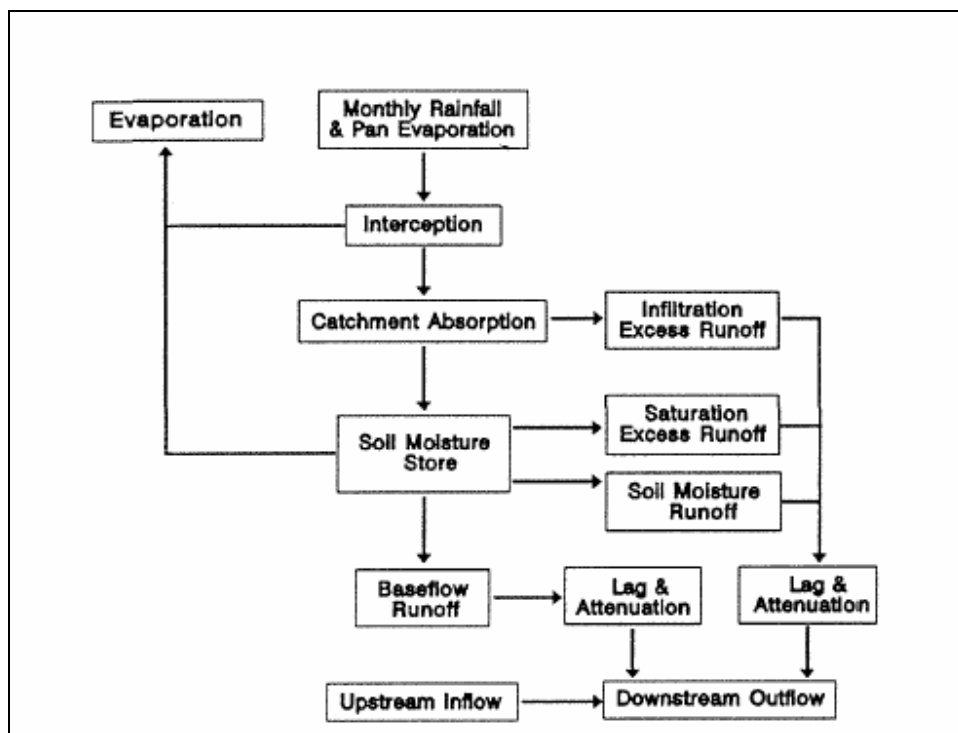 Evaporation
Monthly Rainfall
& Pan Evaporation
Interception
Catchment Absorption
Infiltration
Excess Runoff
Saturation
Excess Runoff
Soil Moisture
Store
Soil Moisture
Runoff
Baseflow
Runoff
Lag &
Attenuation
Lag &
Attenuation
Upstream Inflow
Downstream Outflow